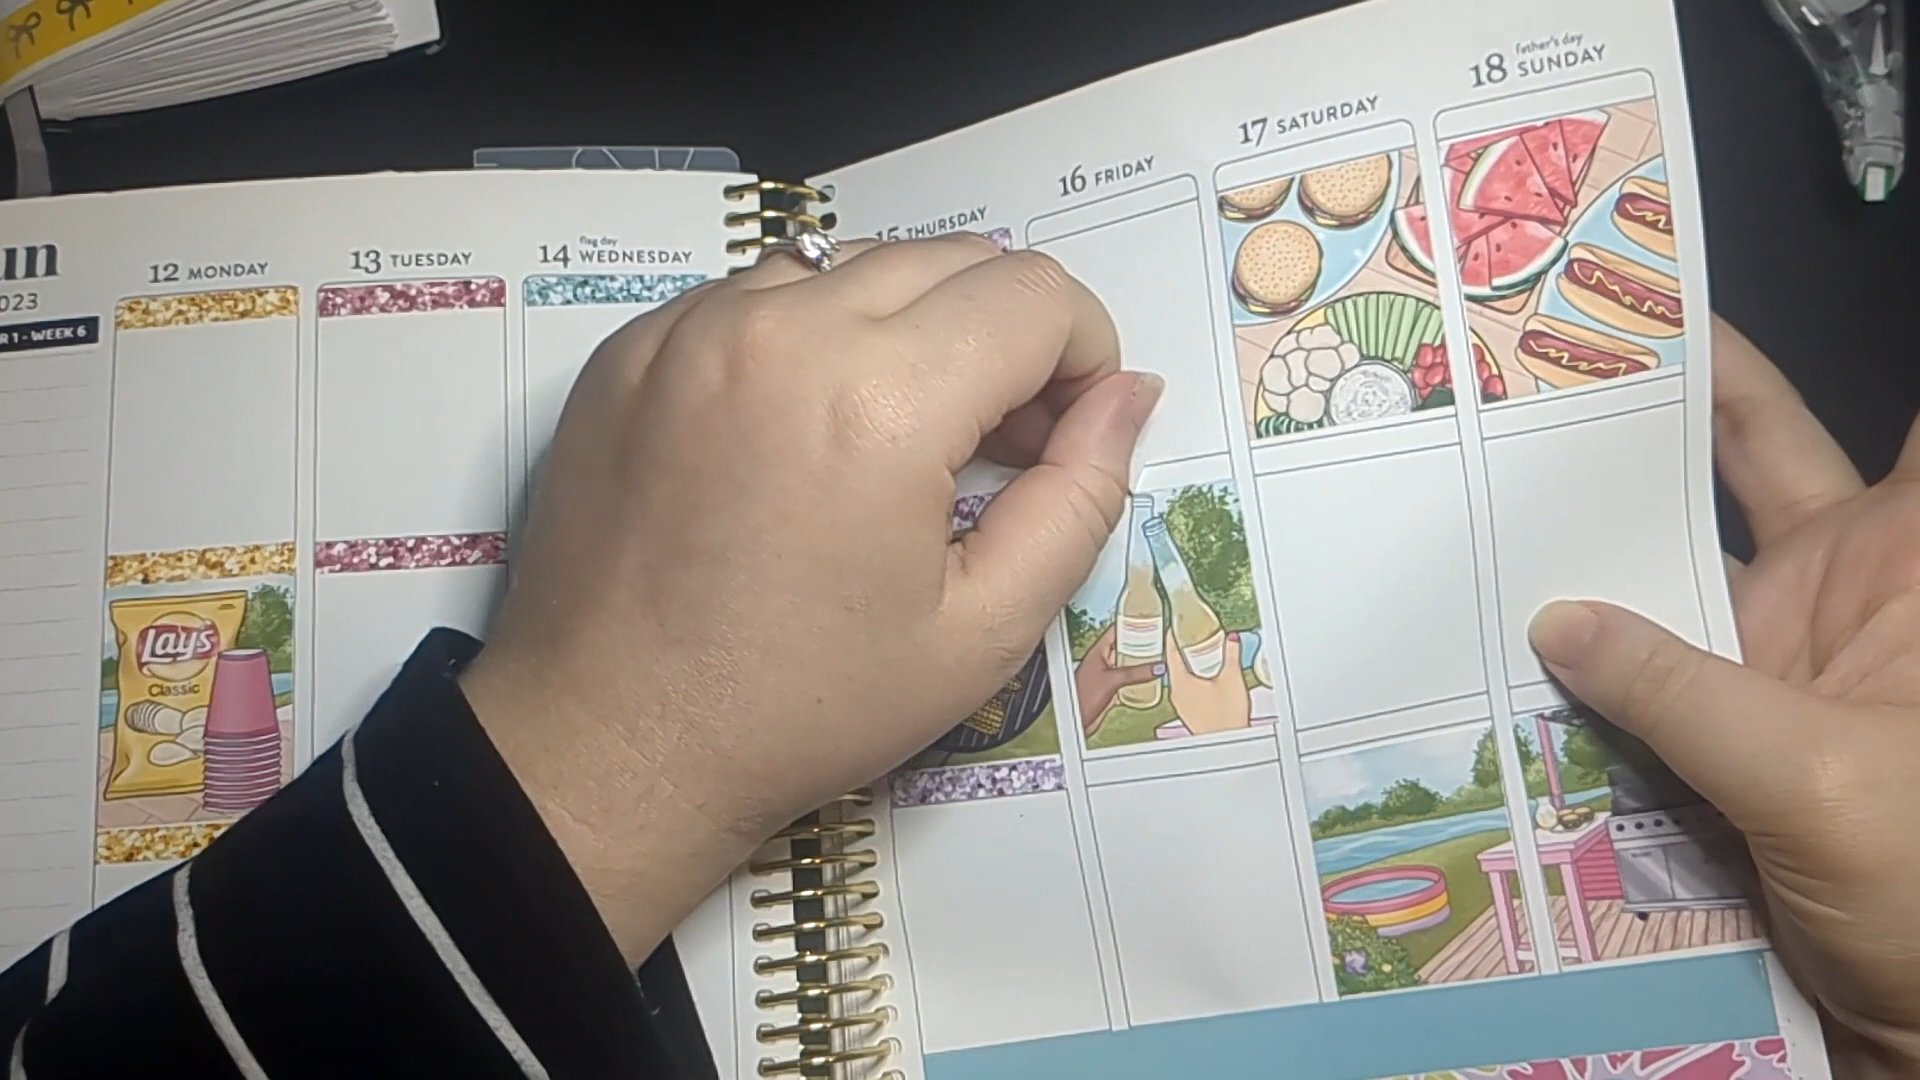 un
023
R 1 - WEEK 6
12 MONDAY
13 TUESDAY
flag day
14 WEDNESDAY
15 THURSDAY
16 FRIDAY
17 SATURDAY
father's day
18 SUNDAY
Lay's
Classic